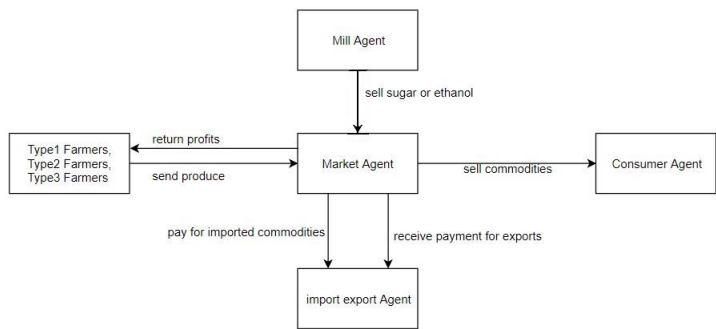 Mill Agent
sell sugar or ethanol
return profits
Type1 Farmers,
Type2 Farmers,
Type3 Farmers
send produce
Market Agent
sell commodities
Consumer Agent
pay for imported commodities
receive payment for exports
import export Agent